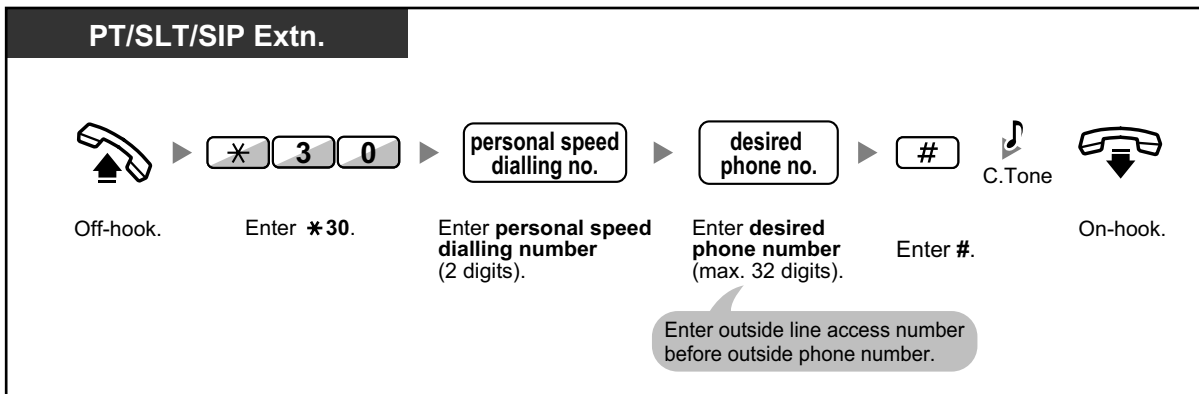 PT/SLT/SIP Extn.
* 3 0
personal speed
dialling no.
desired
phone no.
#
C.Tone
Off-hook.
Enter *30.
Enter personal speed
dialling number
(2 digits).
Enter desired
phone number
(max. 32 digits).
Enter #.
On-hook.
Enter outside line access number
before outside phone number.